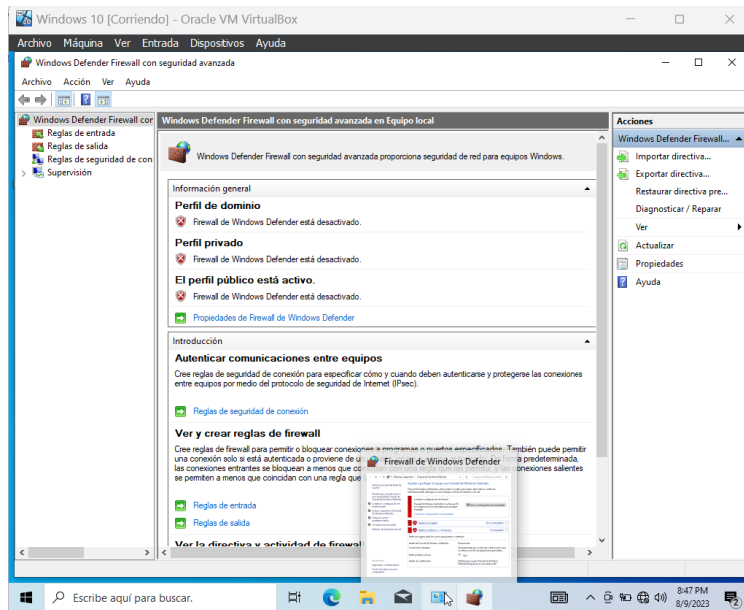 Windows 10 [Corriendo] - Oracle VM VirtualBox
Archivo Máquina Ver Entrada Dispositivos Ayuda
Windows Defender Firewall con seguridad avanzada
Archivo Acción Ver Ayuda
Windows Defender Firewall con
Reglas de entrada
Reglas de salida
Reglas de seguridad de con
Supervisión
Windows Defender Firewall con seguridad avanzada en Equipo local
Windows Defender Firewall con seguridad avanzada proporciona seguridad de red para equipos Windows.
Información general
Perfil de dominio
Firewall de Windows Defender está desactivado.
Perfil privado
Firewall de Windows Defender está desactivado.
El perfil público está activo.
Firewall de Windows Defender está desactivado.
Propiedades de Firewall de Windows Defender
Introducción
Autenticar comunicaciones entre equipos
Cree reglas de seguridad de conexión para especificar cómo y cuando deben autenticarse y protegerse las conexiones
entre equipos por medio del protocolo de seguridad de Internet (IPsec).
Reglas de seguridad de conexión
Ver y crear reglas de firewall
Cree reglas de firewall para permitir o bloquear conexiones a programas o puertos especificados. También puede permitir
una conexión solo si está autenticada o proviene de u
predeterminada,
las conexiones entrantes se bloquean a menos que co
conexiones salientes
se permiten a menos que coincidan con una regla que
Reglas de entrada
Reglas de salida
Ver la directiva y actividad de firewall
Acciones
Windows Defender Firewall...
Importar directiva...
Exportar directiva...
Restaurar directiva pre...
Diagnosticar / Reparar
Ver
Actualizar
Propiedades
Ayuda
Firewall de Windows Defender
Escribe aquí para buscar.
8:47 PM
8/9/2023